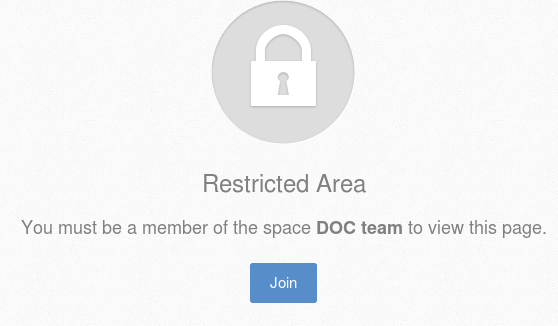 Restricted Area
You must be a member of the space DOC team to view this page.
Join